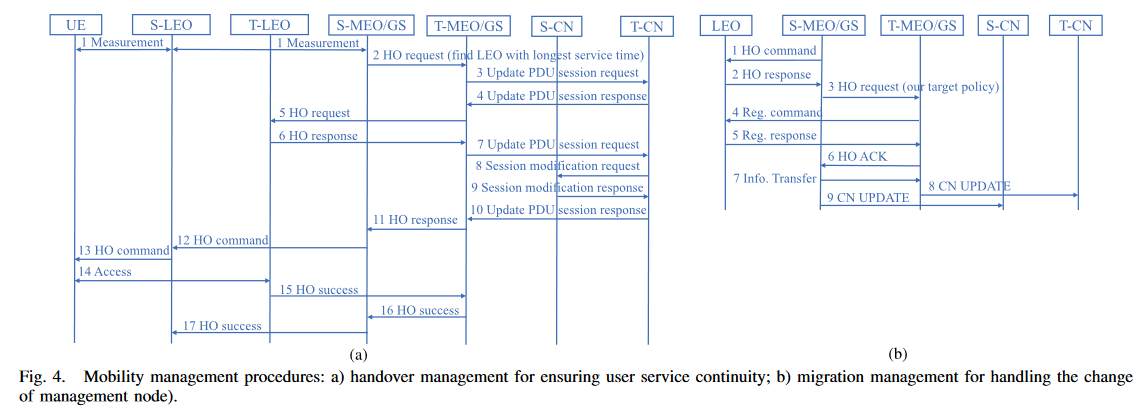 UE S-LEO T-LEO S-MEO/GS T-MEO/GS S-CN T-CN
1 Measurement 1 Measurement
2 HO request (find LEO with longest service time)
3 Update PDU session request
4 Update PDU session response
5 HO request
6 HO response
7 Update PDU session request
8 Session modification request
9 Session modification response
10 Update PDU session response
11 HO response
12 HO command
13 HO command
14 Access
15 HO success
16 HO success
17 HO success
(a)
LEO S-MEO/GS T-MEO/GS S-CN T-CN
1 HO command
2 HO response
3 HO request (our target policy)
4 Reg. command
5 Reg. response
6 HO ACK
7 Info. Transfer
8 CN UPDATE
9 CN UPDATE
(b)
Fig. 4. Mobility management procedures: a) handover management for ensuring user service continuity; b) migration management for handling the change
of management node).